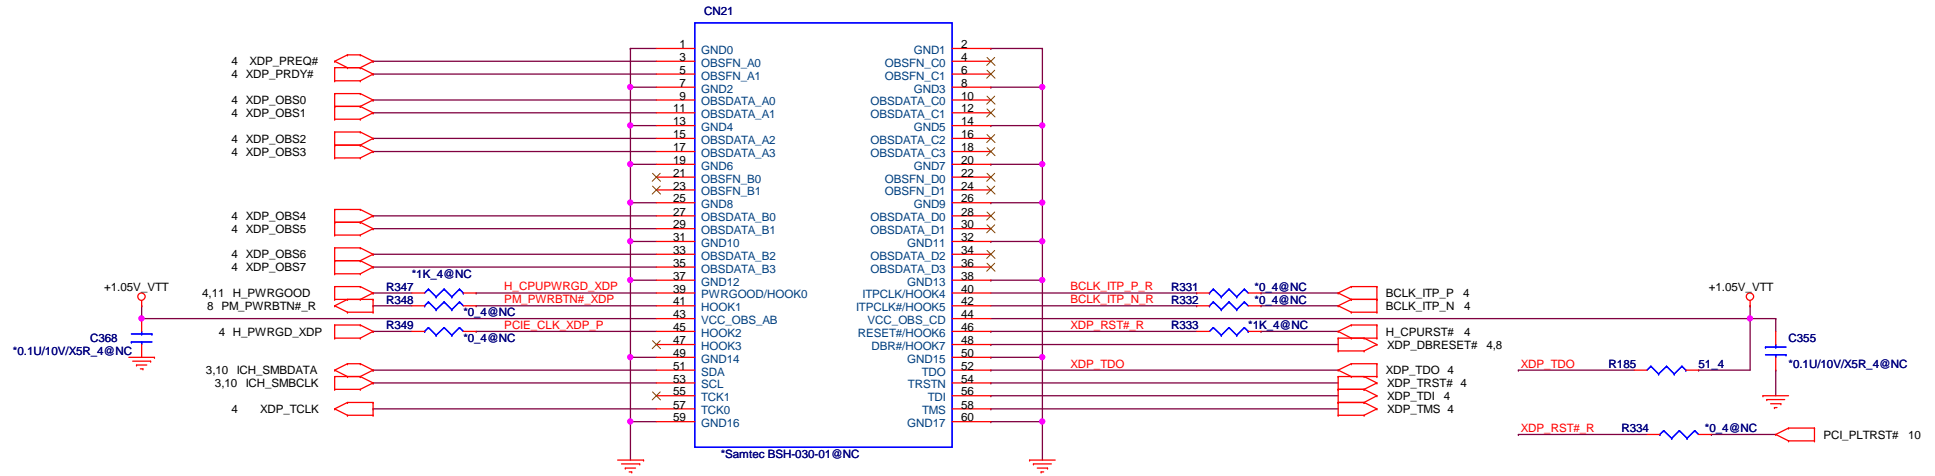 CN21
1 GND0 GND1 2
4 XDP_PREQ# 3 OBSFN_A0 OBSFN_C0 4
4 XDP_PRDY# 5 OBSFN_A1 OBSFN_C1 6
7 GND2 GND3 8
4 XDP_OBS0 9 OBSDATA_A0 OBSDATA_C0 10
4 XDP_OBS1 11 OBSDATA_A1 OBSDATA_C1 12
13 GND4 GND5 14
4 XDP_OBS2 15 OBSDATA_A2 OBSDATA_C2 16
4 XDP_OBS3 17 OBSDATA_A3 OBSDATA_C3 18
19 GND6 GND7 20
21 OBSFN_B0 OBSFN_D0 22
23 OBSFN_B1 OBSFN_D1 24
25 GND8 GND9 26
4 XDP_OBS4 27 OBSDATA_B0 OBSDATA_D0 28
4 XDP_OBS5 29 OBSDATA_B1 OBSDATA_D1 30
31 GND10 GND11 32
4 XDP_OBS6 33 OBSDATA_B2 OBSDATA_D2 34
4 XDP_OBS7 35 OBSDATA_B3 OBSDATA_D3 36
*1K_4@NC 37 GND12 GND13 38
+1.05V_VTT 4,11 H_PWRGOOD R347 H_CPUPWRGD_XDP 39 PWRGOOD/HOOK0 ITPCLK/HOOK4 40 BCLK_ITP_P_R R331 *0_4@NC BCLK_ITP_P 4 +1.05V_VTT
8 PM_PWRBTN#_R R348 PM_PWRBTN#_XDP 41 HOOK1 ITPCLK#/HOOK5 42 BCLK_ITP_N_R R332 *0_4@NC BCLK_ITP_N 4
*0_4@NC 43 VCC_OBS_AB VCC_OBS_CD 44
4 H_PWRGD_XDP R349 PCIE_CLK_XDP_P 45 HOOK2 RESET#/HOOK6 46 XDP_RST#_R R333 *1K_4@NC H_CPURST# 4
C368 *0_4@NC 47 HOOK3 DBR#/HOOK7 48 XDP_DBRESET# 4,8 C355
*0.1U/10V/X5R_4@NC 49 GND14 GND15 50
3,10 ICH_SMBDATA 51 SDA TDO 52 XDP_TDO XDP_TDO 4 XDP_TDO R185 51_4 *0.1U/10V/X5R_4@NC
3,10 ICH_SMBCLK 53 SCL TRSTN 54 XDP_TRST# 4
55 TCK1 TDI 56 XDP_TDI 4
4 XDP_TCLK 57 TCK0 TMS 58 XDP_TMS 4
59 GND16 GND17 60
XDP_RST#_R R334 *0_4@NC PCI_PLTRST# 10
*Samtec BSH-030-01@NC